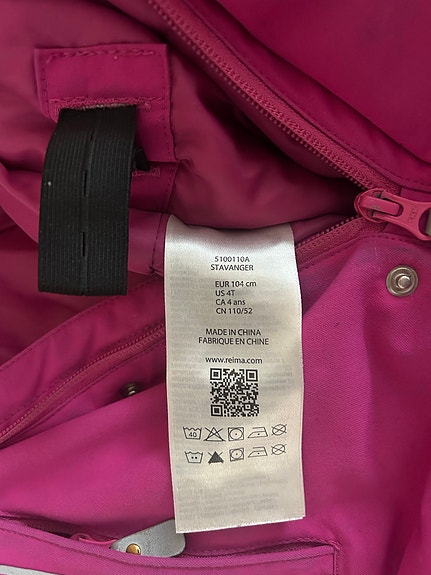 5100110A
STAVANGER
EUR 104 cm
US 4T
CA 4 ans
CN 110/52
MADE IN CHINA
FABRIQUE EN CHINE
www.reima.com
40